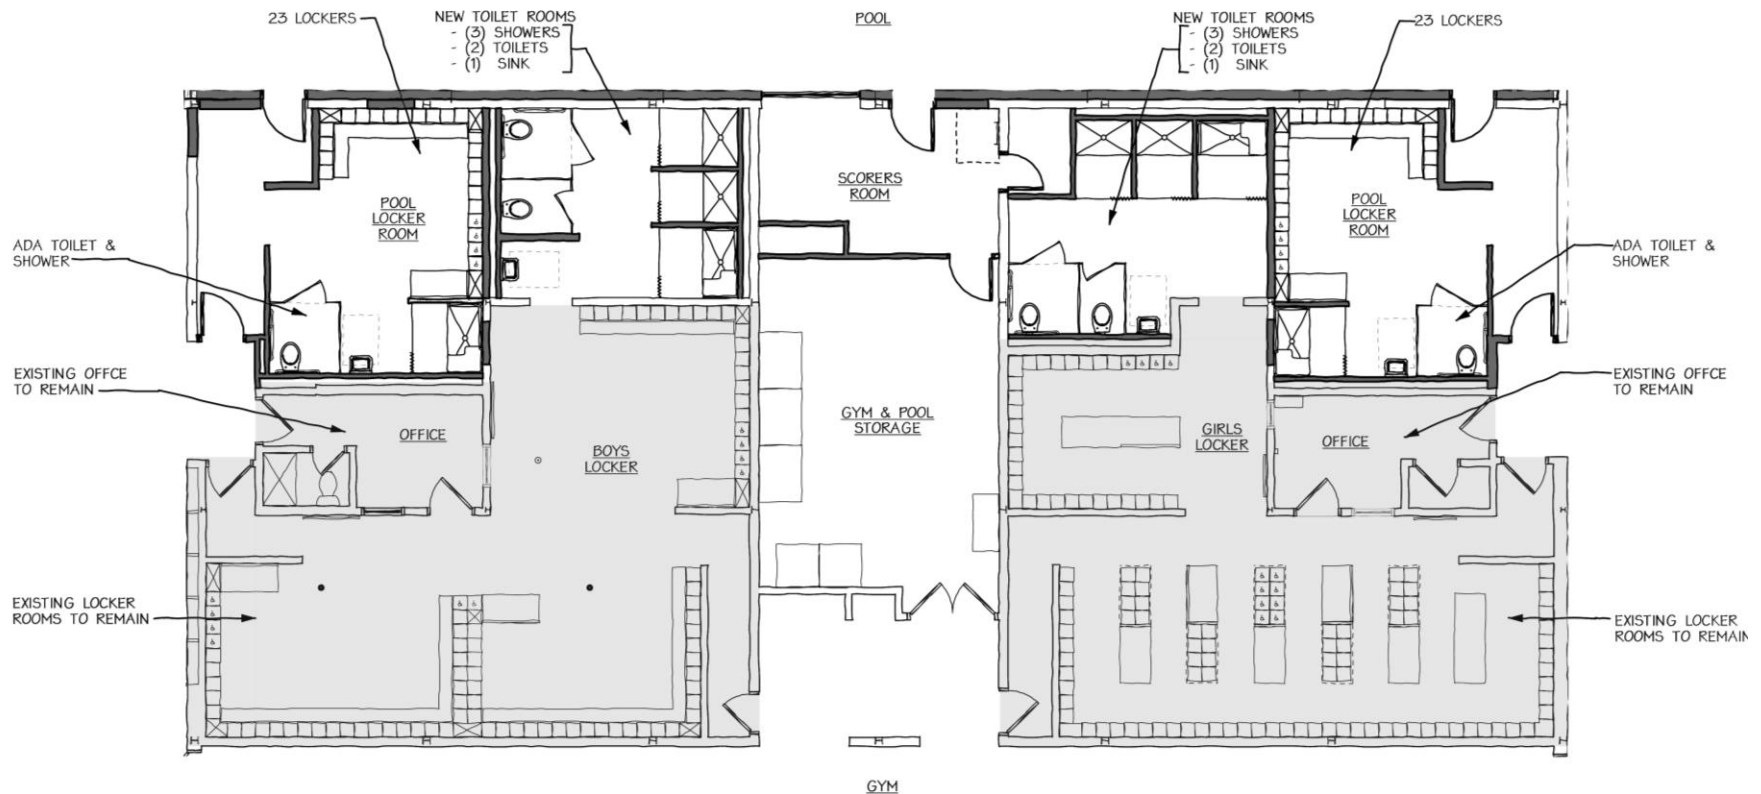 23 LOCKERS
NEW TOILET ROOMS
- (3) SHOWERS
- (2) TOILETS
- (1) SINK
POOL
NEW TOILET ROOMS
- (3) SHOWERS
- (2) TOILETS
- (1) SINK
23 LOCKERS
SCORERS
ROOM
POOL
LOCKER
ROOM
POOL
LOCKER
ROOM
ADA TOILET &
SHOWER
ADA TOILET &
SHOWER
EXISTING OFFCE
TO REMAIN
EXISTING OFFCE
TO REMAIN
OFFICE
BOYS
LOCKER
GYM & POOL
STORAGE
GIRLS
LOCKER
OFFICE
EXISTING LOCKER
ROOMS TO REMAIN
EXISTING LOCKER
ROOMS TO REMAIN
GYM